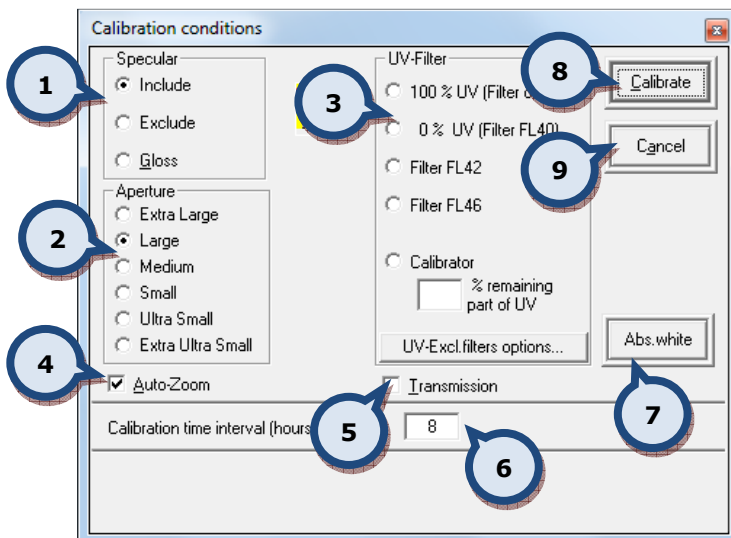 Calibration conditions
Specular
Include
Exclude
Gloss
1
Aperture
Extra Large
Large
Medium
Small
Ultra Small
Extra Ultra Small
2
4
Auto-Zoom
UV-Filter
3
100 % UV (Filter
0 % UV (Filter FL40)
Filter FL42
Filter FL46
Calibrator
% remaining
part of UV
UV-Excl.filters options...
Transmission
5
8
Calibrate
9
Cancel
Abs.white
7
Calibration time interval (hours
8
6